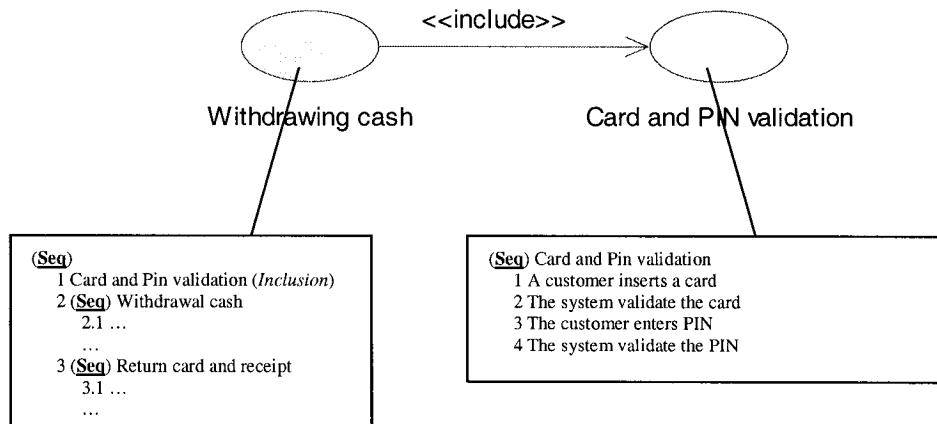 <<include>>
Withdrawing cash
Card and PIN validation
(Seq)
1 Card and Pin validation (Inclusion)
2 (Seq) Withdrawal cash
2.1 ...
...
3 (Seq) Return card and receipt
3.1 ...
...
(Seq) Card and Pin validation
1 A customer inserts a card
2 The system validate the card
3 The customer enters PIN
4 The system validate the PIN